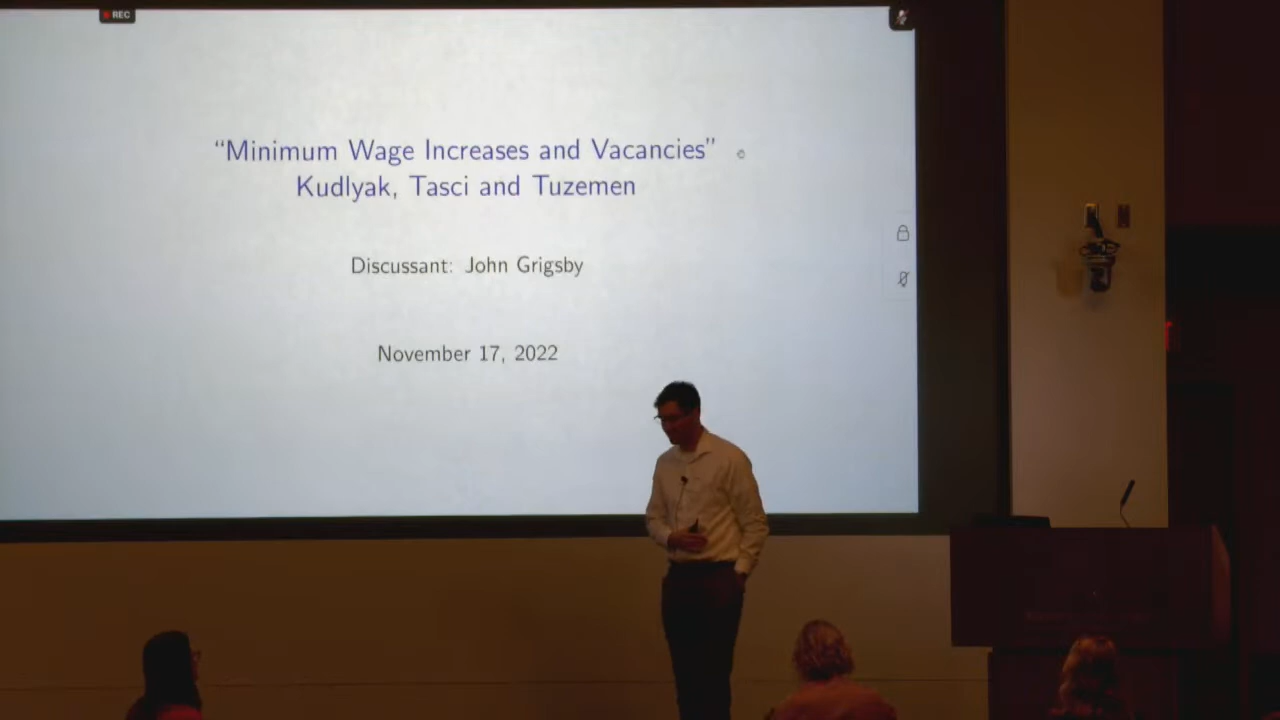 REC
“Minimum Wage Increases and Vacancies”
Kudlyak, Tasci and Tuzemen
Discussant: John Grigsby
November 17, 2022